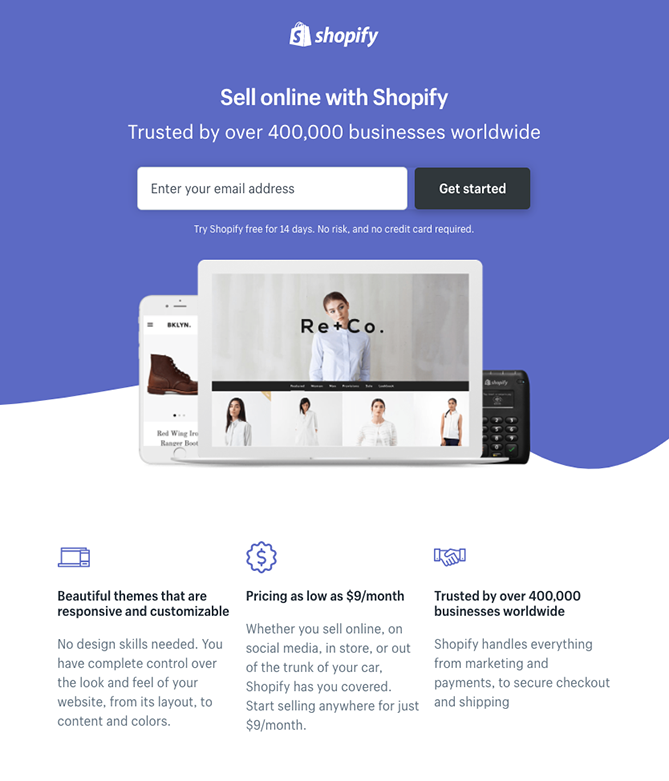 shopify
Sell online with Shopify
Trusted by over 400,000 businesses worldwide
Enter your email address
Get started
Try Shopify free for 14 days. No risk, and no credit card required.
BKLYN.
Re+Co.
shopify
Red Wing Iro
Ranger Boot
Beautiful themes that are
responsive and customizable
No design skills needed. You
have complete control over
the look and feel of your
website, from its layout, to
content and colors.
Pricing as low as $9/month
Whether you sell online, on
social media, in store, or out
of the trunk of your car,
Shopify has you covered.
Start selling anywhere for just
$9/month.
Trusted by over 400,000
businesses worldwide
Shopify handles everything
from marketing and
payments, to secure checkout
and shipping